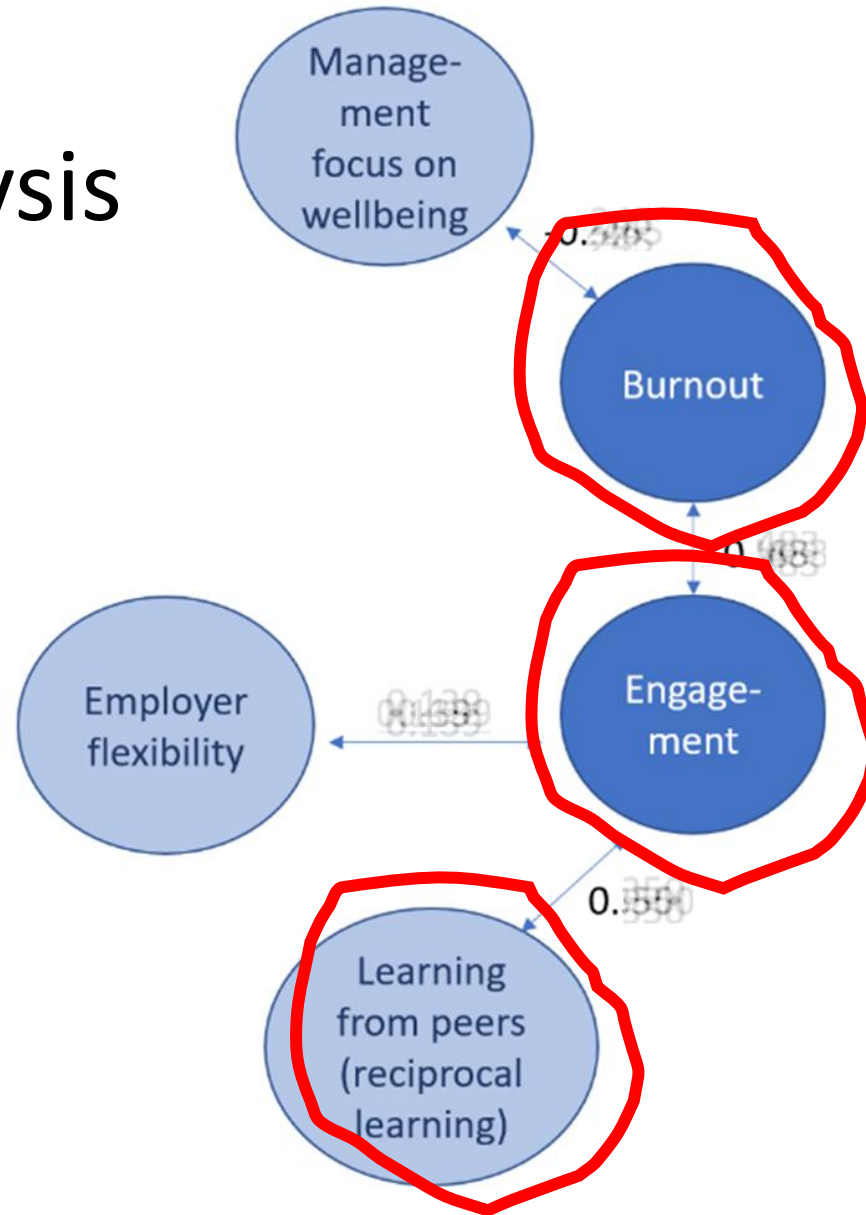 ysis
Manage-
ment
focus on
wellbeing
Burnout
Employer
flexibility
Engage-
ment
Learning
from peers
(reciprocal
learning)